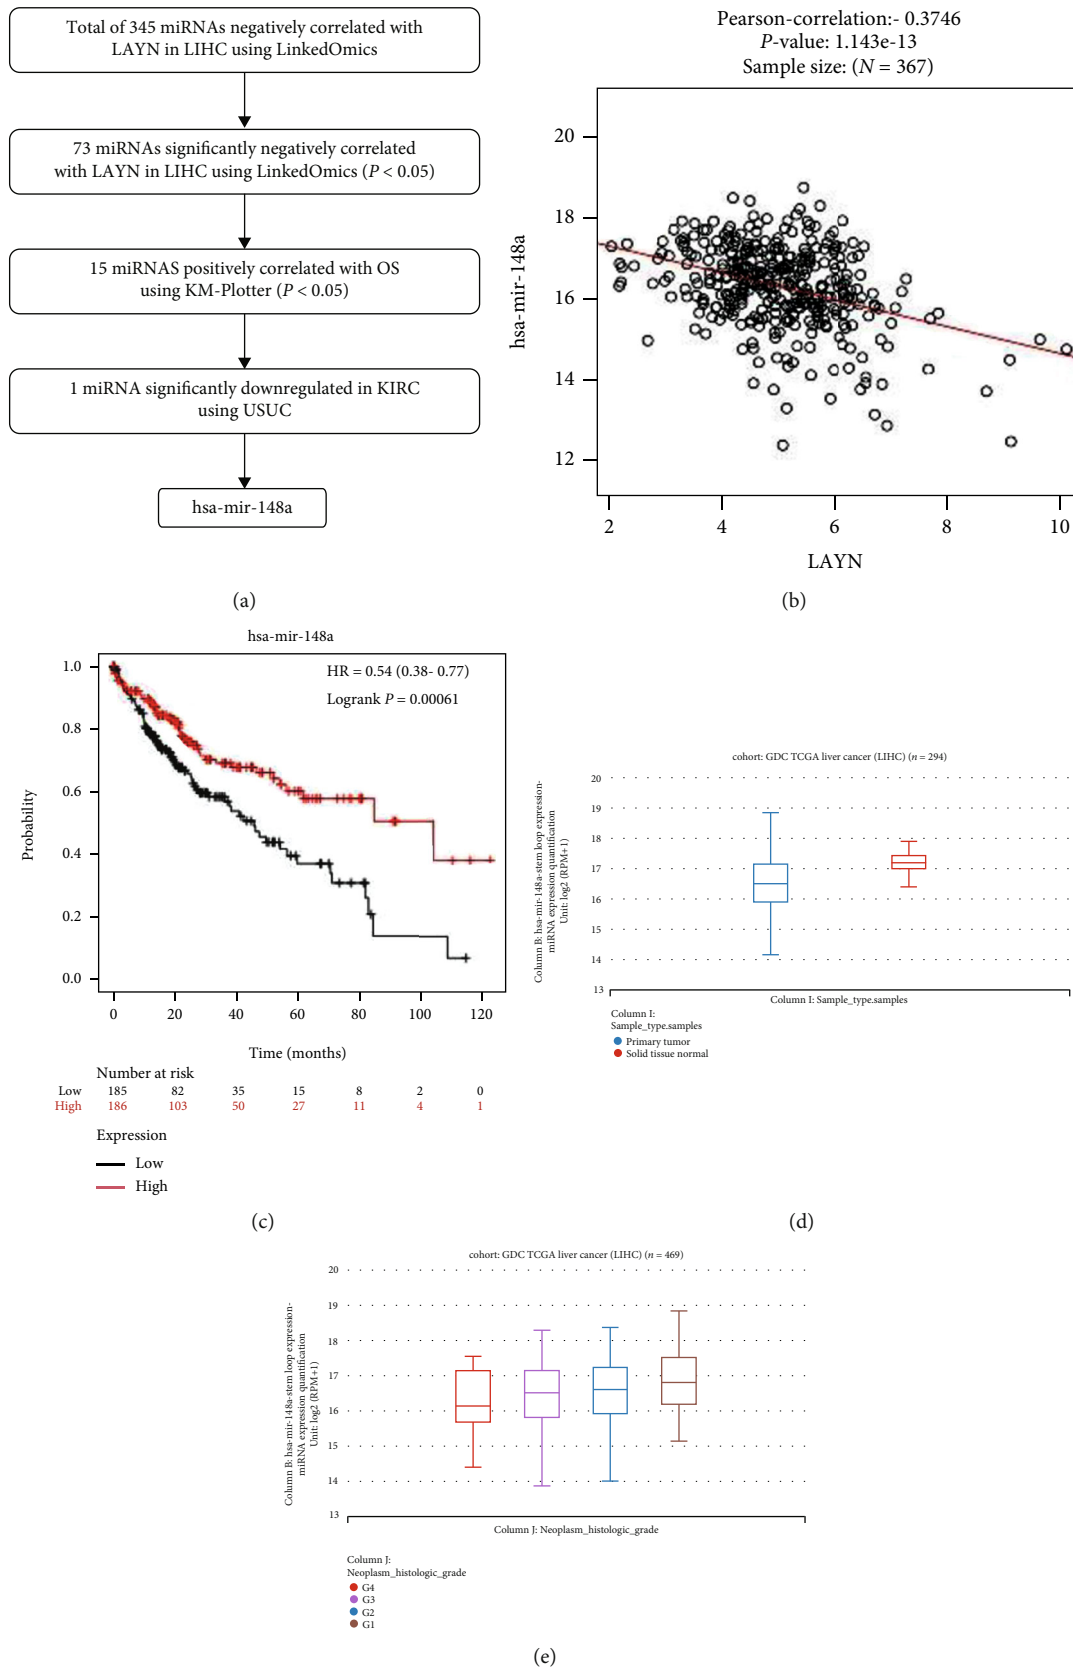 Total of 345 miRNAs negatively correlated with
LAYN in LIHC using LinkedOmics
73 miRNAs significantly negatively correlated
with LAYN in LIHC using LinkedOmics (P < 0.05)
15 miRNAS positively correlated with OS
using KM-Plotter (P < 0.05)
1 miRNA significantly downregulated in KIRC
using USUC
hsa-mir-148a
(a)
Pearson-correlation:- 0.3746
P-value: 1.143e-13
Sample size: (N = 367)
20
18
16
14
12
hsa-mir-148a
2 4 6 8 10
LAYN
(b)
hsa-mir-148a
HR = 0.54 (0.38- 0.77)
Logrank P = 0.00061
1.0
0.8
0.6
0.4
0.2
0.0
Probability
0 20 40 60 80 100 120
Time (months)
Number at risk
Low 185 82 35 15 8 2 0
High 186 103 50 27 11 4 1
Expression
Low
High
(c)
cohort: GDC TCGA liver cancer (LIHC) (n = 294)
20
19
18
17
16
15
14
13
Column B: hsa-mir-148a-stem loop expression-
miRNA expression quantification
Unit: log2 (RPM+1)
Column I: Sample_type.samples
Column I:
Sample_type.samples
Primary tumor
Solid tissue normal
(d)
cohort: GDC TCGA liver cancer (LIHC) (n = 469)
20
19
18
17
16
15
14
13
Column B: hsa-mir-148a-stem loop expression-
miRNA expression quantification
Unit: log2 (RPM+1)
Column J: Neoplasm_histologic_grade
Column J:
Neoplasm_histologic_grade
G4
G3
G2
G1
(e)